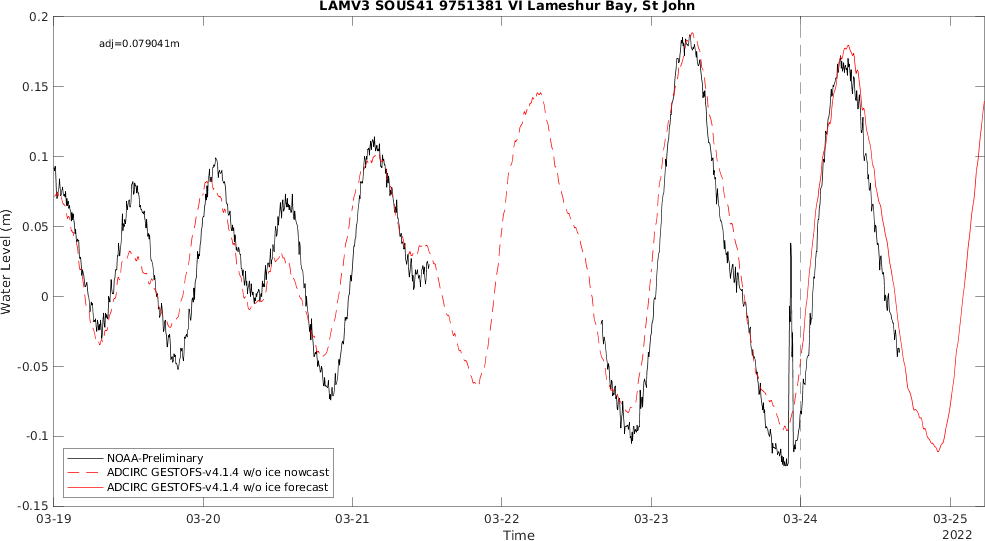 LAMV3 SOUS41 9751381 VI Lameshur Bay, St John
adj=0.079041m
Water Level (m)
0.2
0.15
0.1
0.05
0
-0.05
-0.1
-0.15
NOAA-Preliminary
ADCIRC GESTOFS-v4.1.4 w/o ice nowcast
ADCIRC GESTOFS-v4.1.4 w/o ice forecast
03-19 03-20 03-21 03-22 03-23 03-24 03-25
Time 2022